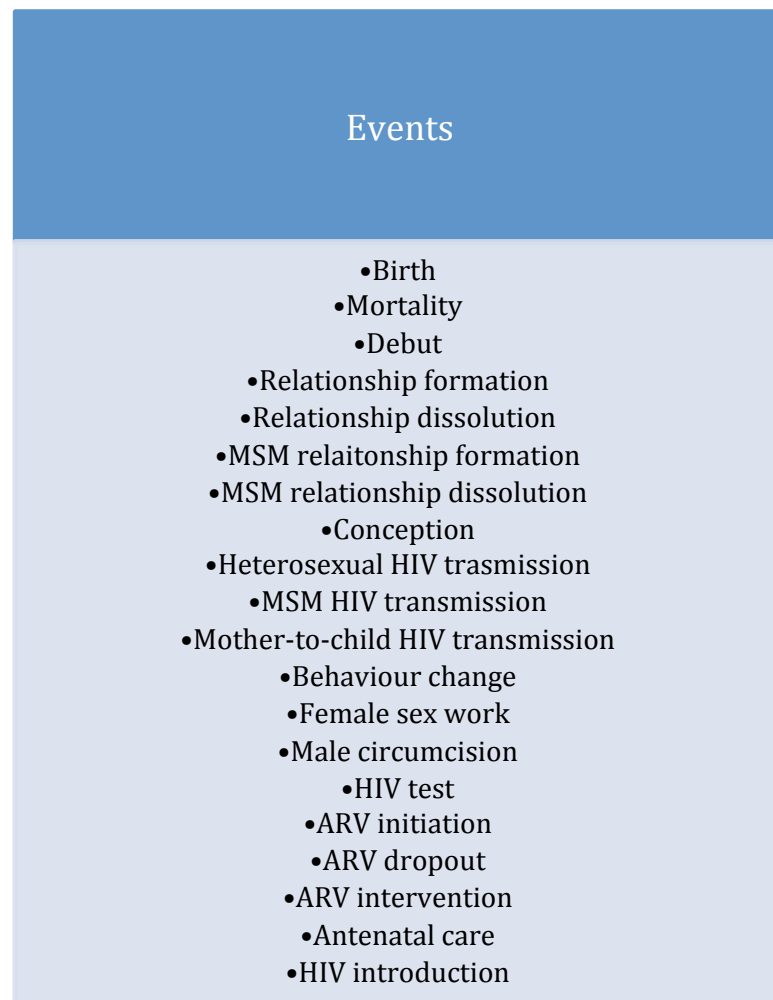 Events
•Birth
•Mortality
•Debut
•Relationship formation
•Relationship dissolution
•MSM relaitonship formation
•MSM relationship dissolution
•Conception
•Heterosexual HIV trasmission
•MSM HIV transmission
•Mother-to-child HIV transmission
•Behaviour change
•Female sex work
•Male circumcision
•HIV test
•ARV initiation
•ARV dropout
•ARV intervention
•Antenatal care
•HIV introduction